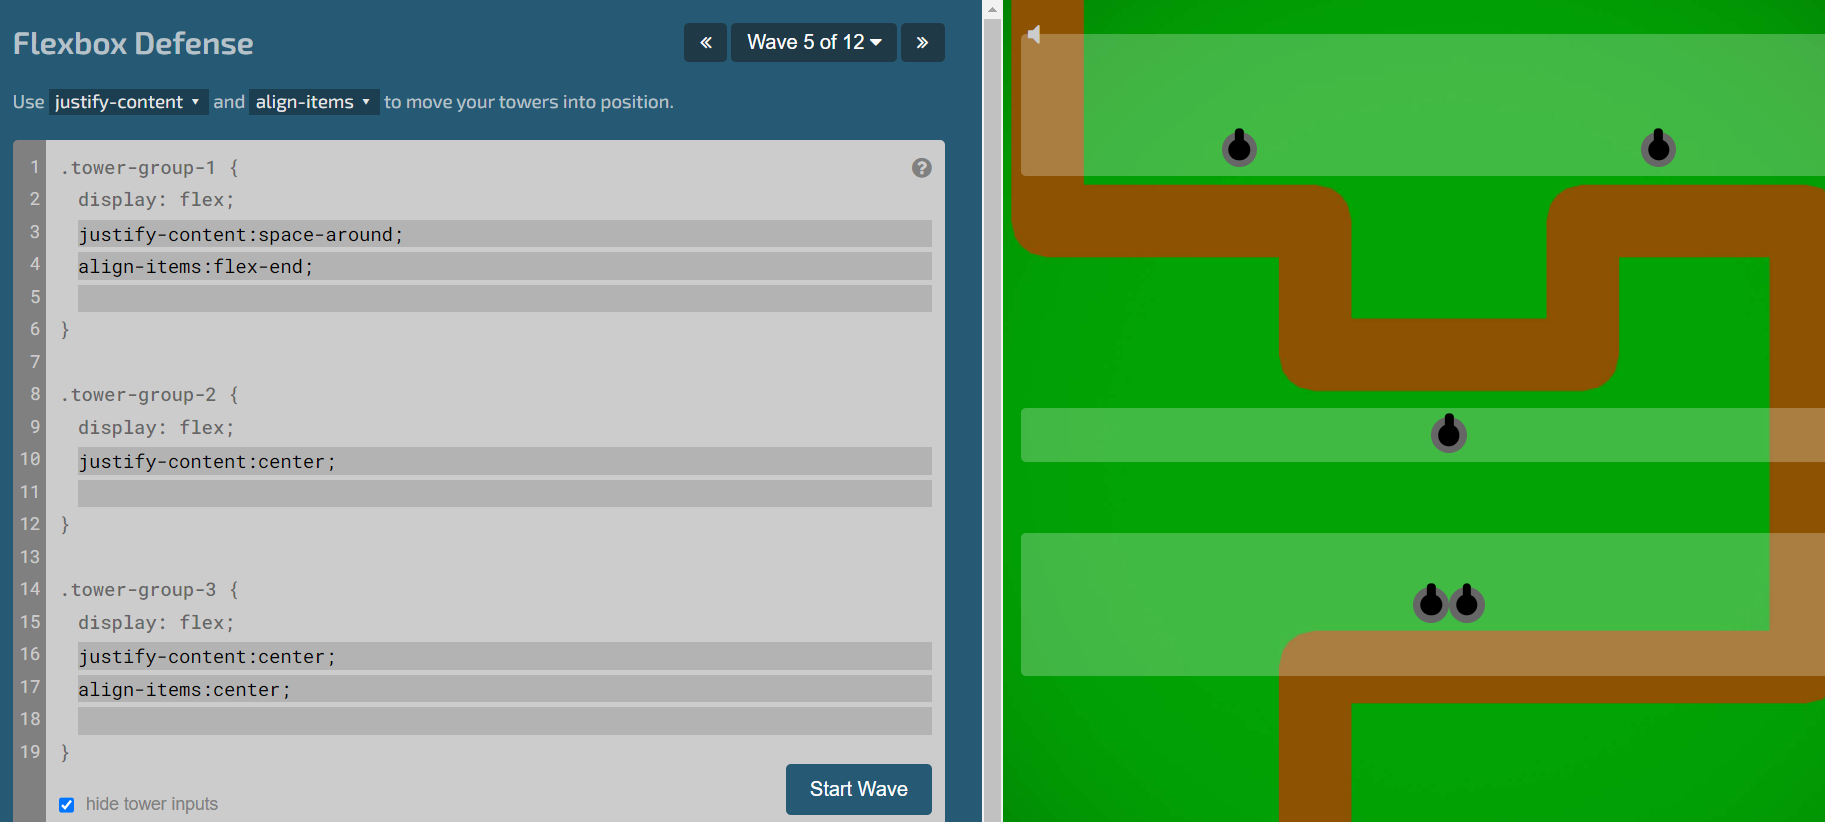 Flexbox Defense
« Wave 5 of 12 »
Use justify-content and align-items to move your towers into position.
1 .tower-group-1 { ?
2 display: flex;
3 justify-content:space-around;
4 align-items:flex-end;
5
6 }
7
8 .tower-group-2 {
9 display: flex;
10 justify-content:center;
11
12 }
13
14 .tower-group-3 {
15 display: flex;
16 justify-content:center;
17 align-items:center;
18
19 }
Start Wave
hide tower inputs